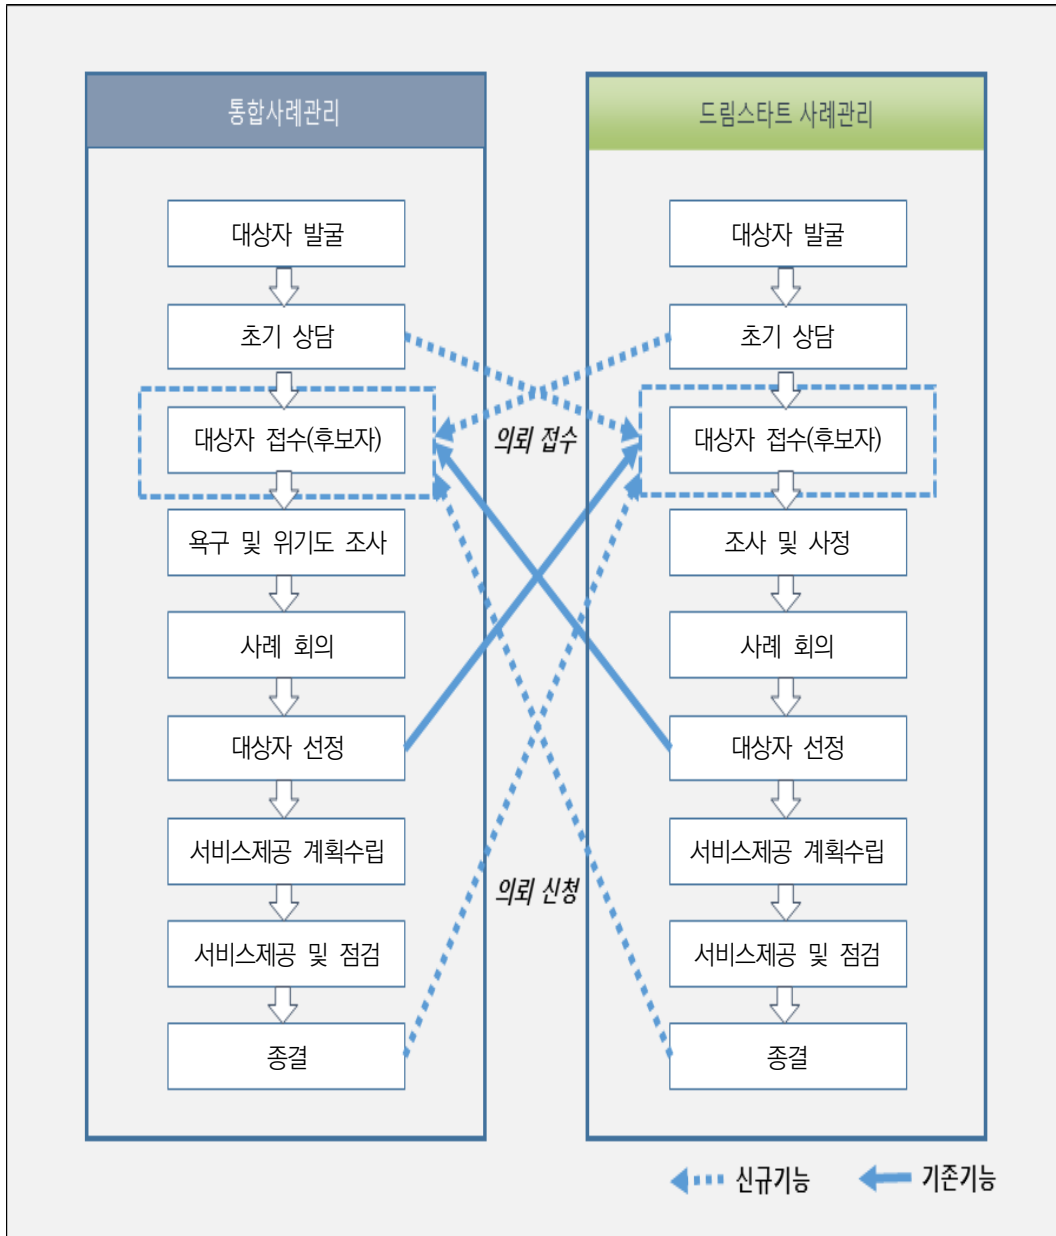 통합사례관리
대상자 발굴
초기 상담
대상자 접수(후보자)
욕구 및 위기도 조사
사례 회의
대상자 선정
서비스제공 계획수립
서비스제공 및 점검
종결
의뢰 접수
의뢰 신청
드림스타트 사례관리
대상자 발굴
초기 상담
대상자 접수(후보자)
조사 및 사정
사례 회의
대상자 선정
서비스제공 계획수립
서비스제공 및 점검
종결
신규기능
기존기능